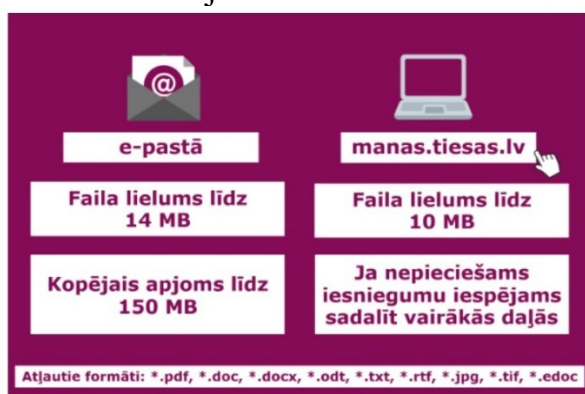 @
e-pastā
Faila lielums līdz
14 MB
Kopējais apjoms līdz
150 MB
manas.tiesas.lv
Faila lielums līdz
10 MB
Ja nepieciešams
iesniegumu iespējams
sadalīt vairākās daļās
Atļautie formāti: *.pdf, *.doc, *.docx, *.odt, *.txt, *.rtf, *.jpg, *.tif, *.edoc